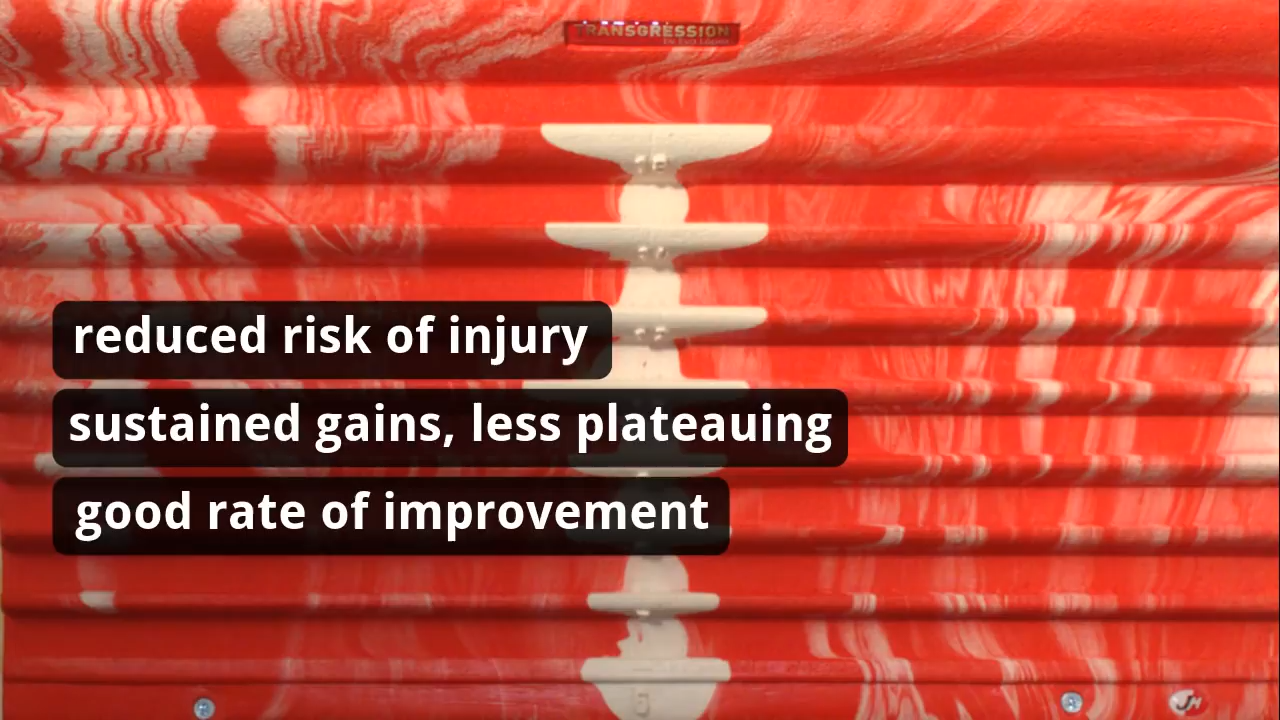 TRANSGRESSION
reduced risk of injury
sustained gains, less plateauing
good rate of improvement